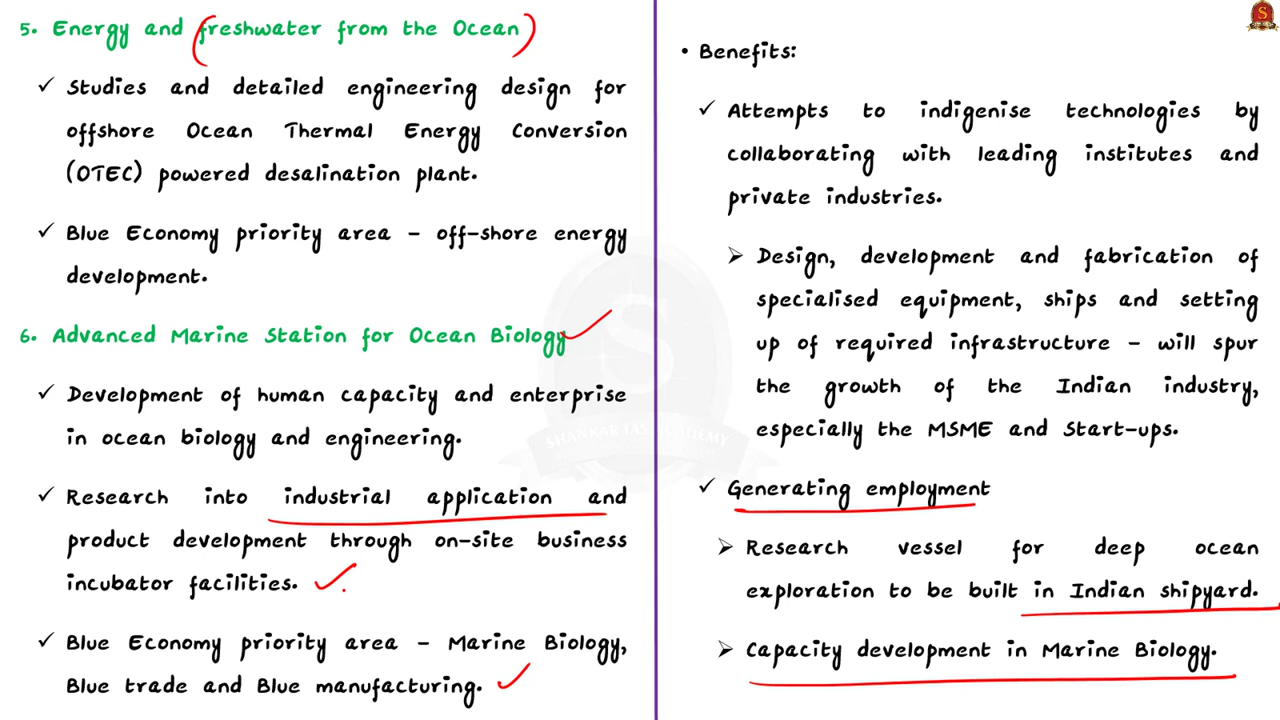 5. Energy and freshwater from the Ocean
✓ Studies and detailed engineering design for
offshore Ocean Thermal Energy Conversion
(OTEC) powered desalination plant.
✓ Blue Economy priority area - off-shore energy
development.
6. Advanced Marine Station for Ocean Biology
✓ Development of human capacity and enterprise
in ocean biology and engineering.
✓ Research into industrial application and
product development through on-site business
incubator facilities.
✓ Blue Economy priority area - Marine Biology,
Blue trade and Blue manufacturing.
• Benefits:
✓ Attempts to indigenise technologies by
collaborating with leading institutes and
private industries.
➢ Design, development and fabrication of
specialised equipment, ships and setting
up of required infrastructure - will spur
the growth of the Indian industry,
especially the MSME and Start-ups.
✓ Generating employment
➢ Research vessel for deep ocean
exploration to be built in Indian shipyard.
➢ Capacity development in Marine Biology.
S
SHANKAR IAS ACADEMY